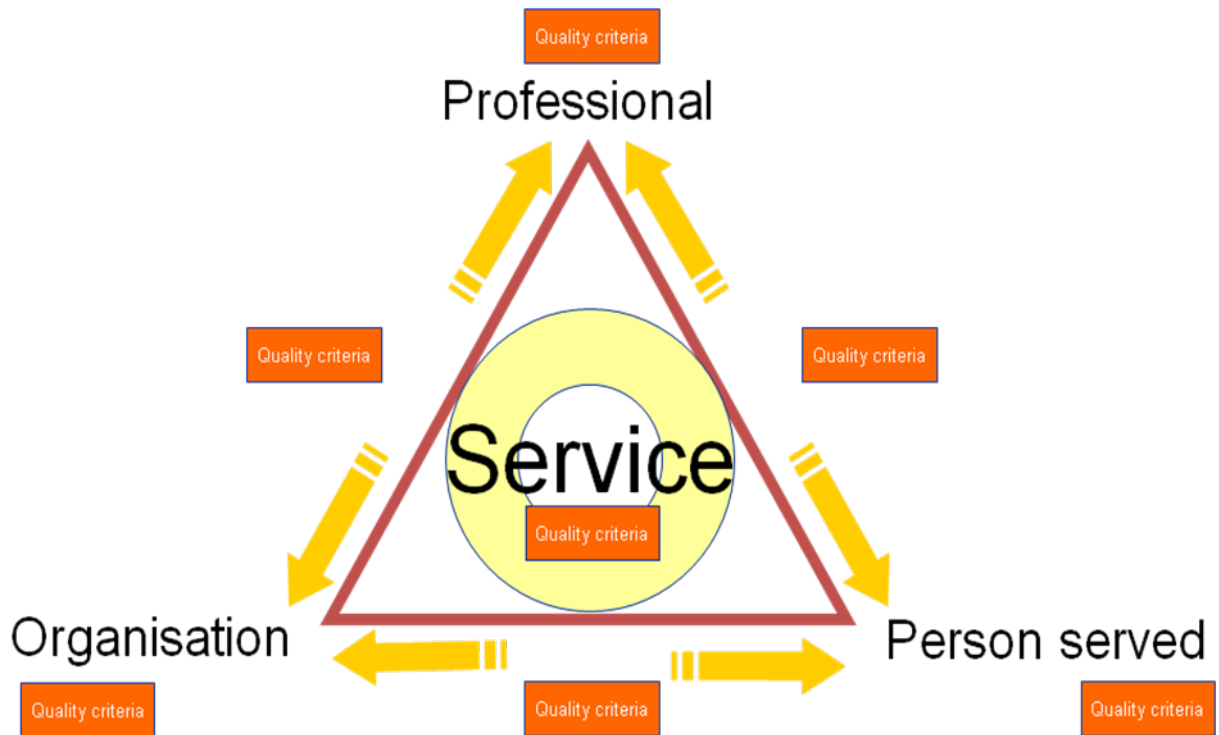 Quality criteria
Professional
Quality criteria
Quality criteria
Service
Quality criteria
Organisation
Person served
Quality criteria
Quality criteria
Quality criteria